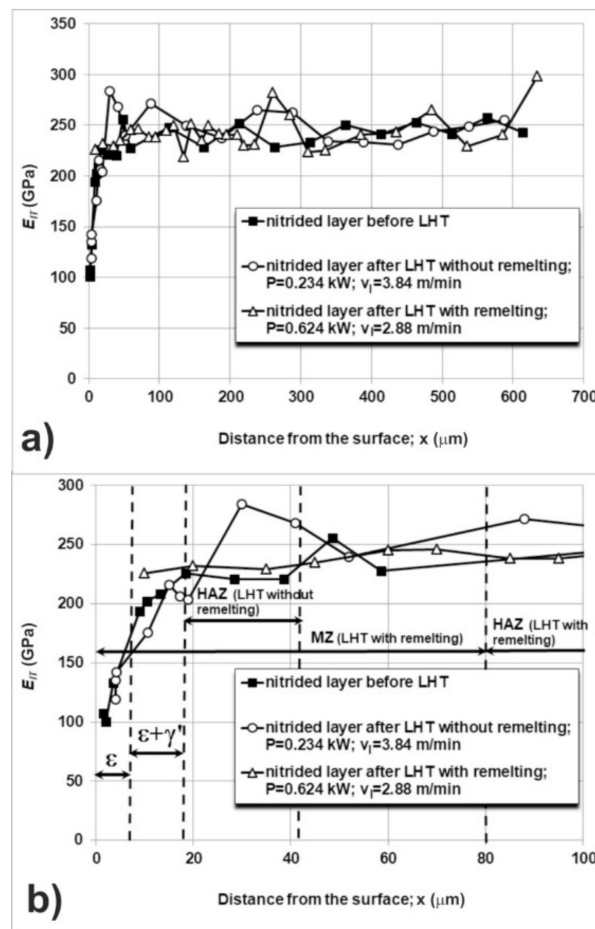 350
300
250
200
150
100
50
0
E_IT (GPa)
nitrided layer before LHT
nitrided layer after LHT without remelting;
P=0.234 kW; v_l=3.84 m/min
nitrided layer after LHT with remelting;
P=0.624 kW; v_l=2.88 m/min
0 100 200 300 400 500 600 700
a)
Distance from the surface; x (μm)
300
250
200
150
100
50
0
E_IT (GPa)
HAZ (LHT without
remelting)
HAZ (LHT with
remelting)
MZ (LHT with remelting)
ε+γ'
ε
nitrided layer before LHT
nitrided layer after LHT without remelting;
P=0.234 kW; v_l=3.84 m/min
nitrided layer after LHT with remelting;
P=0.624 kW; v_l=2.88 m/min
0 20 40 60 80 100
b)
Distance from the surface; x (μm)